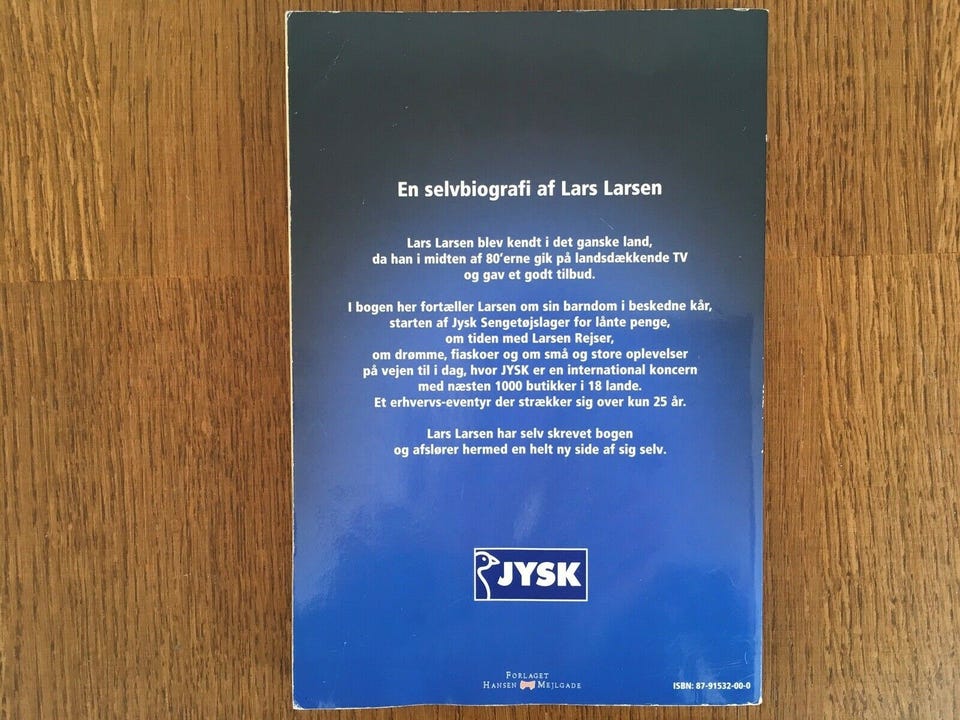 En selvbiografi af Lars Larsen
Lars Larsen blev kendt i det ganske land,
da han i midten af 80'erne gik på landsdækkende TV
og gav et godt tilbud.
I bogen her fortæller Larsen om sin barndom i beskedne kår,
starten af Jysk Sengetøjslager for lånte penge,
om tiden med Larsen Rejser,
om drømme, fiaskoer og om små og store oplevelser
på vejen til i dag, hvor JYSK er en international koncern
med næsten 1000 butikker i 18 lande.
Et erhvervs-eventyr der strækker sig over kun 25 år.
Lars Larsen har selv skrevet bogen
og afslører hermed en helt ny side af sig selv.
JYSK
FORLAGET
HANSEN MEJLGADE
ISBN: 87-91532-00-0